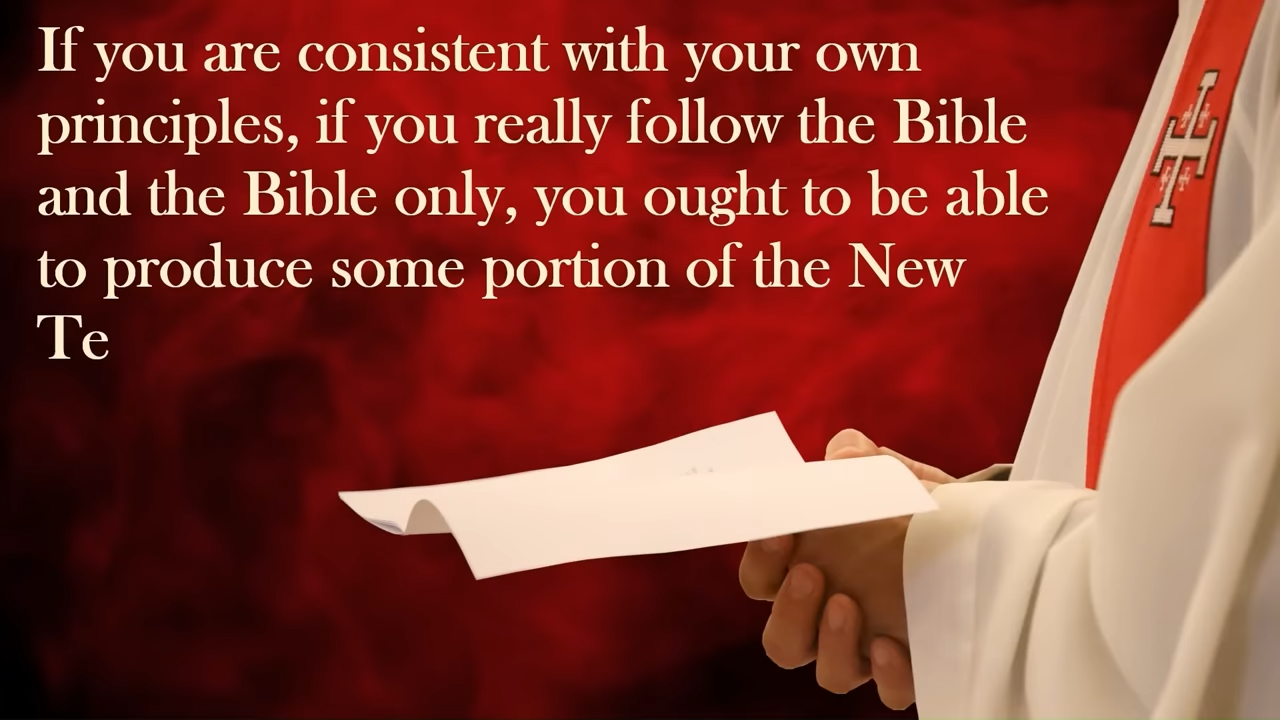 If you are consistent with your own
principles, if you really follow the Bible
and the Bible only, you ought to be able
to produce some portion of the New
Te